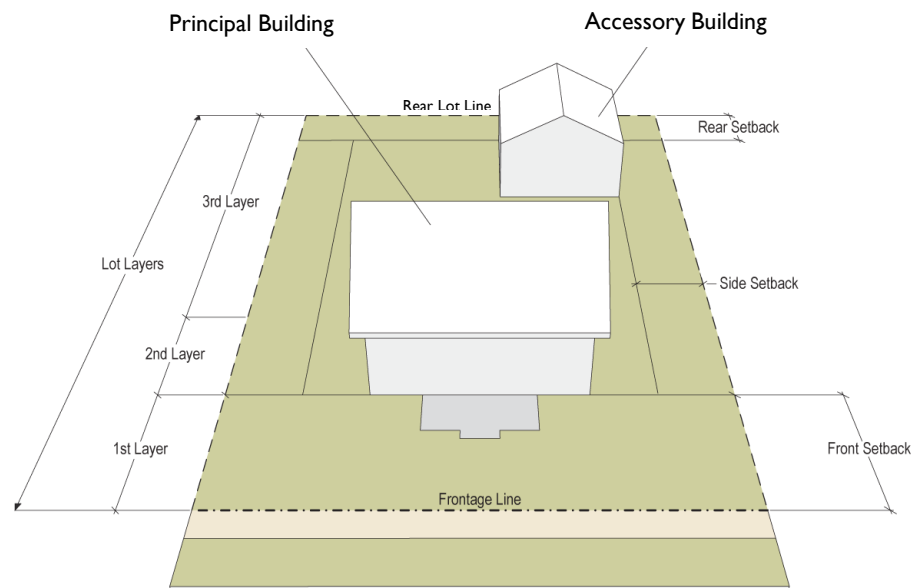 Principal Building
Accessory Building
Rear Lot Line
Rear Setback
3rd Layer
Lot Layers
Side Setback
2nd Layer
1st Layer
Front Setback
Frontage Line